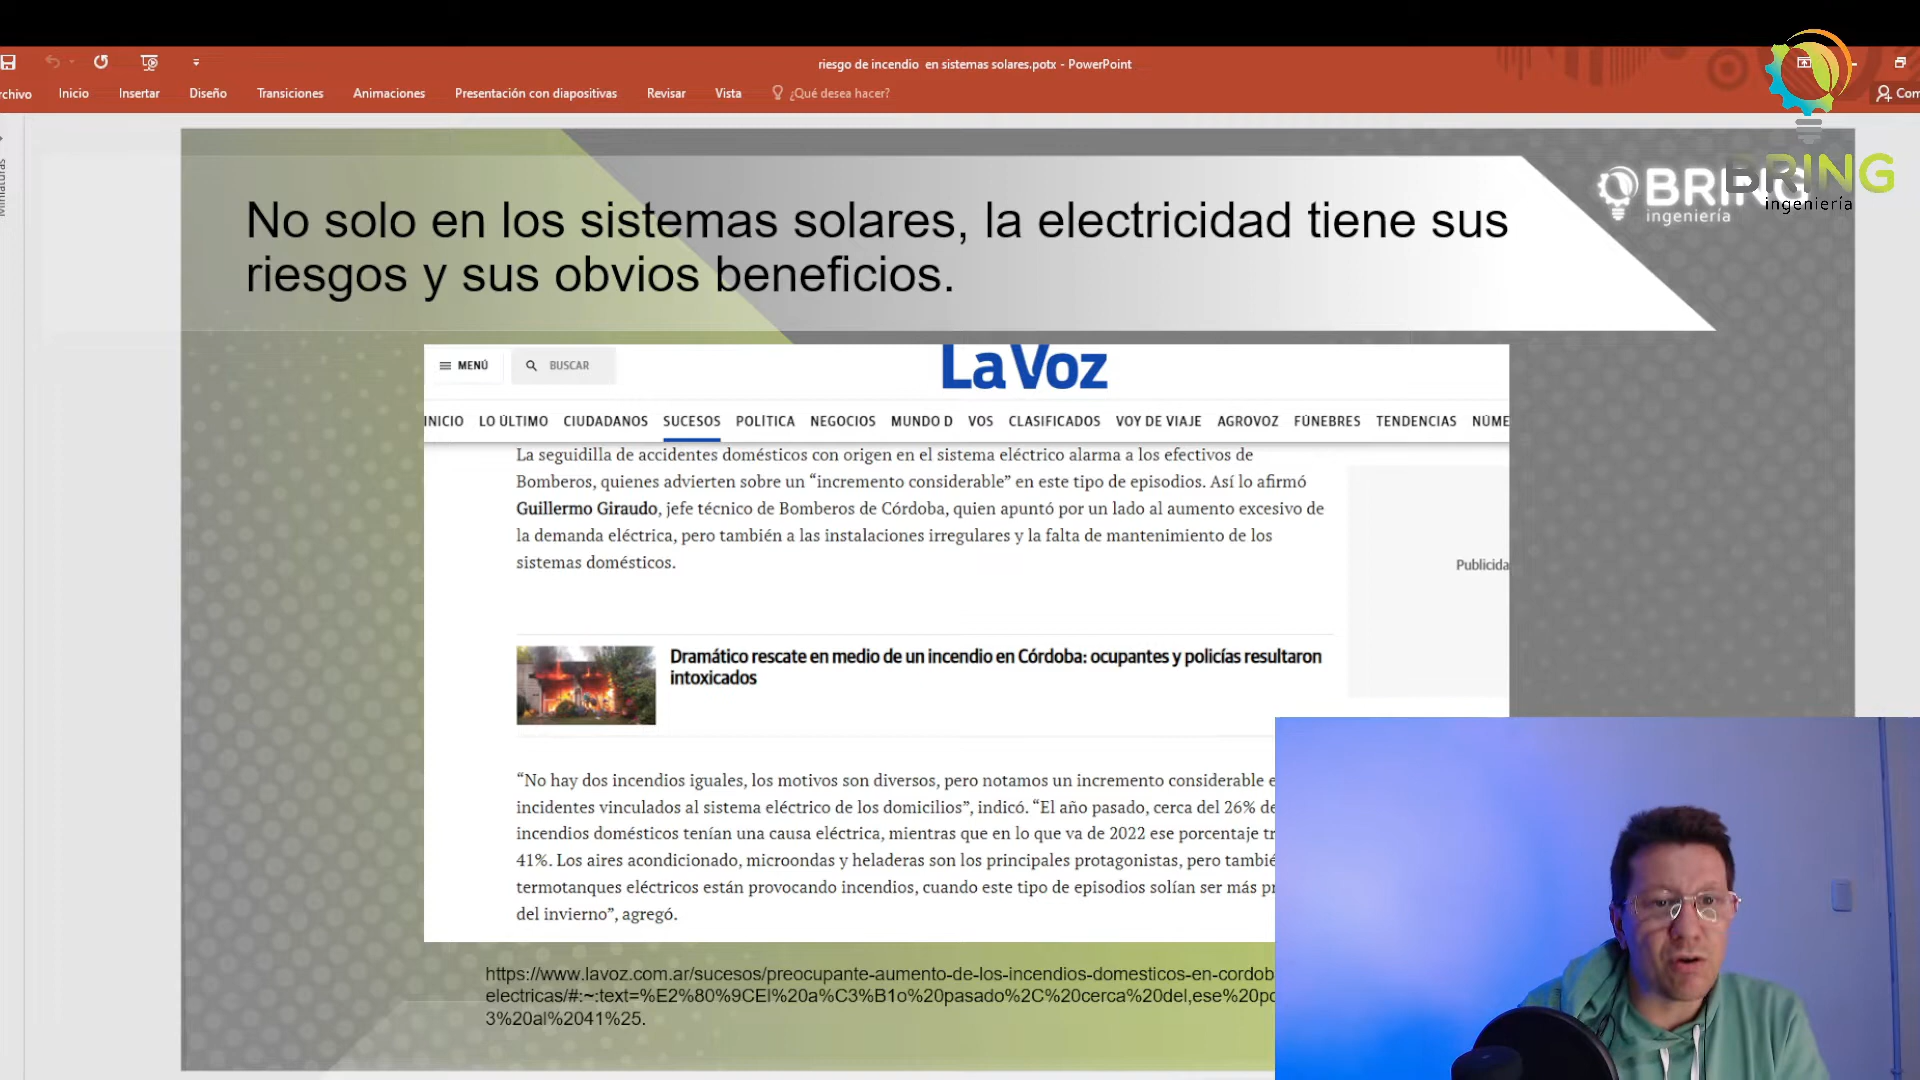 riesgo de incendio en sistemas solares.potx - PowerPoint
Inicio Insertar Diseño Transiciones Animaciones Presentación con diapositivas Revisar Vista ¿Qué desea hacer?
Miniaturas
No solo en los sistemas solares, la electricidad tiene sus
riesgos y sus obvios beneficios.
BRING
ingeniería
BRING
ingeniería
MENÚ BUSCAR
La Voz
INICIO LO ÚLTIMO CIUDADANOS SUCESOS POLÍTICA NEGOCIOS MUNDO D VOS CLASIFICADOS VOY DE VIAJE AGROVOZ FÚNEBRES TENDENCIAS NÚME
La seguidilla de accidentes domésticos con origen en el sistema eléctrico alarma a los efectivos de
Bomberos, quienes advierten sobre un “incremento considerable” en este tipo de episodios. Así lo afirmó
Guillermo Giraudo, jefe técnico de Bomberos de Córdoba, quien apuntó por un lado al aumento excesivo de
la demanda eléctrica, pero también a las instalaciones irregulares y la falta de mantenimiento de los
sistemas domésticos.
Publicida
Dramático rescate en medio de un incendio en Córdoba: ocupantes y policías resultaron
intoxicados
“No hay dos incendios iguales, los motivos son diversos, pero notamos un incremento considerable e
incidentes vinculados al sistema eléctrico de los domicilios”, indicó. “El año pasado, cerca del 26% de
incendios domésticos tenían una causa eléctrica, mientras que en lo que va de 2022 ese porcentaje tr
41%. Los aires acondicionado, microondas y heladeras son los principales protagonistas, pero tambié
termotanques eléctricos están provocando incendios, cuando este tipo de episodios solían ser más pr
del invierno”, agregó.
https://www.lavoz.com.ar/sucesos/preocupante-aumento-de-los-incendios-domesticos-en-cordoba
electricas/#:~:text=%E2%80%9CEl%20a%C3%B1o%20pasado%2C%20cerca%20del,ese%20po
3%20al%2041%25.